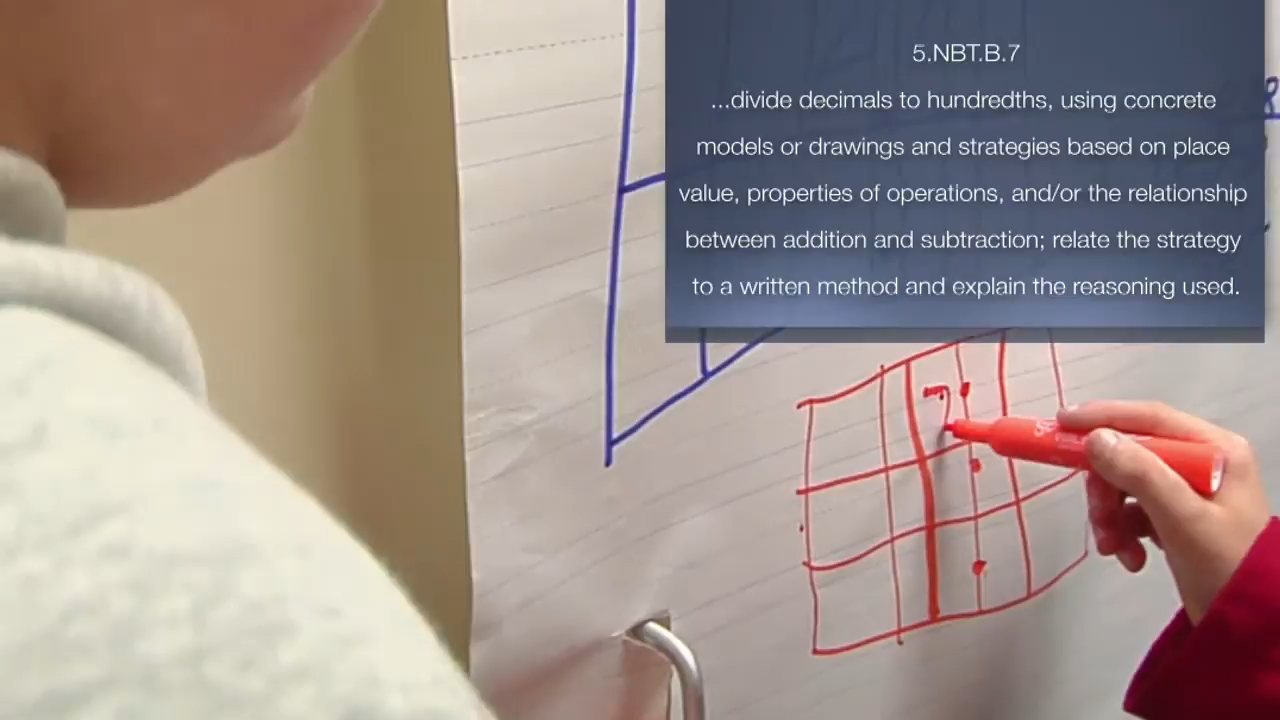 5.NBT.B.7
...divide decimals to hundredths, using concrete
models or drawings and strategies based on place
value, properties of operations, and/or the relationship
between addition and subtraction; relate the strategy
to a written method and explain the reasoning used.
7